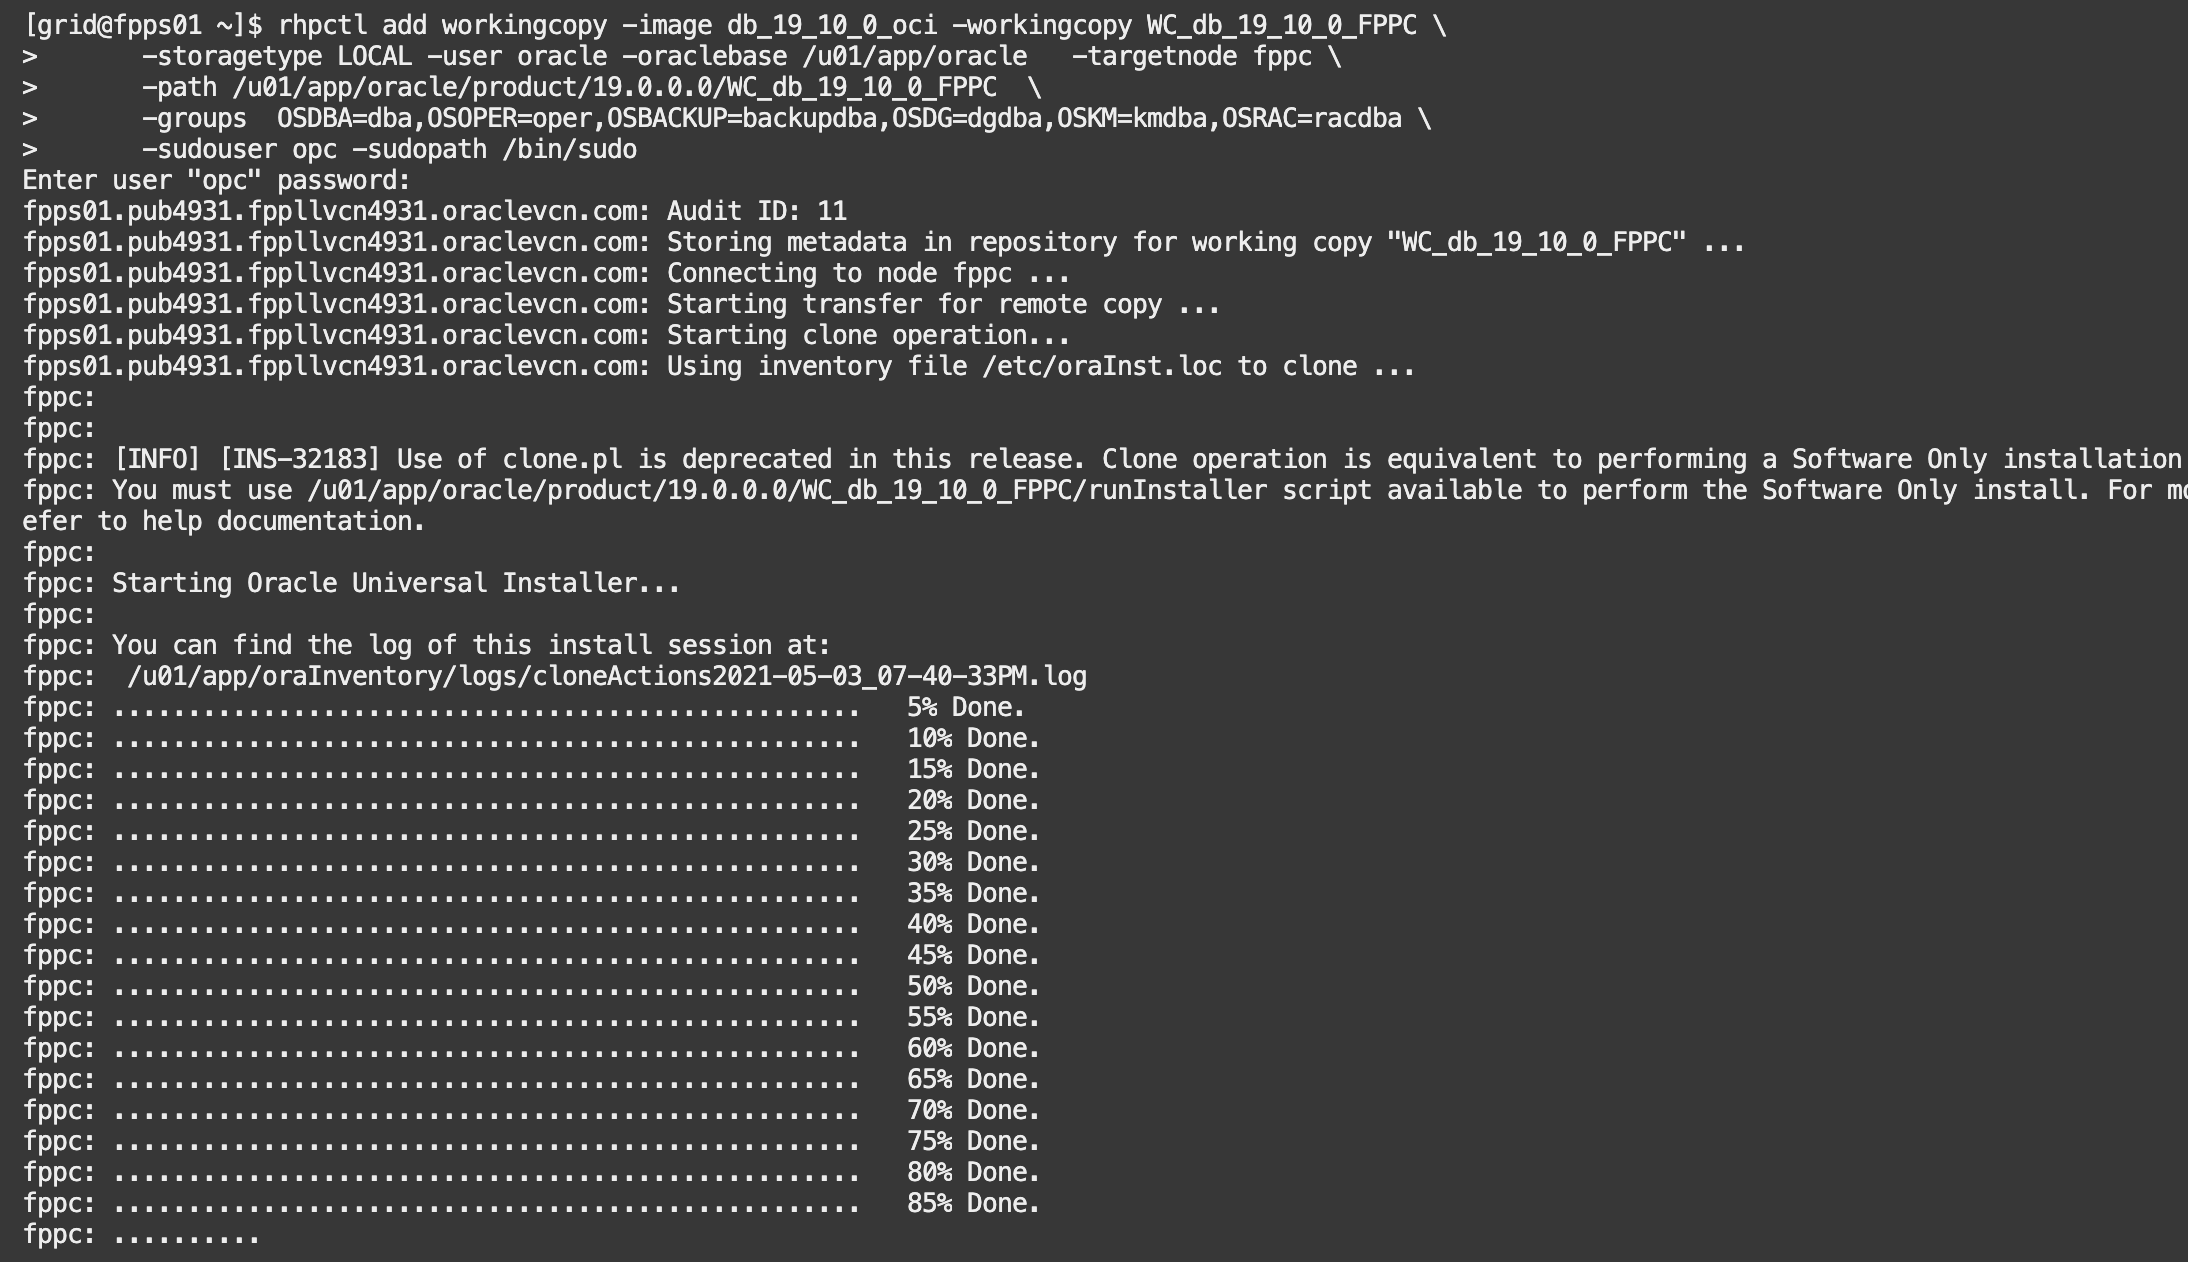 [grid@fpps01 ~]$ rhpctl add workingcopy -image db_19_10_0_oci -workingcopy WC_db_19_10_0_FPPC \
>       -storagetype LOCAL -user oracle -oraclebase /u01/app/oracle   -targetnode fppc \
>       -path /u01/app/oracle/product/19.0.0.0/WC_db_19_10_0_FPPC  \
>       -groups  OSDBA=dba,OSOPER=oper,OSBACKUP=backupdba,OSDG=dgdba,OSKM=kmdba,OSRAC=racdba \
>       -sudouser opc -sudopath /bin/sudo
Enter user "opc" password:
fpps01.pub4931.fppllvcn4931.oraclevcn.com: Audit ID: 11
fpps01.pub4931.fppllvcn4931.oraclevcn.com: Storing metadata in repository for working copy "WC_db_19_10_0_FPPC" ...
fpps01.pub4931.fppllvcn4931.oraclevcn.com: Connecting to node fppc ...
fpps01.pub4931.fppllvcn4931.oraclevcn.com: Starting transfer for remote copy ...
fpps01.pub4931.fppllvcn4931.oraclevcn.com: Starting clone operation...
fpps01.pub4931.fppllvcn4931.oraclevcn.com: Using inventory file /etc/oraInst.loc to clone ...
fppc:
fppc:
fppc: [INFO] [INS-32183] Use of clone.pl is deprecated in this release. Clone operation is equivalent to performing a Software Only installation
fppc: You must use /u01/app/oracle/product/19.0.0.0/WC_db_19_10_0_FPPC/runInstaller script available to perform the Software Only install. For
efer to help documentation.
fppc:
fppc: Starting Oracle Universal Installer...
fppc:
fppc: You can find the log of this install session at:
fppc:  /u01/app/oraInventory/logs/cloneActions2021-05-03_07-40-33PM.log
fppc: ..................................................   5% Done.
fppc: ..................................................   10% Done.
fppc: ..................................................   15% Done.
fppc: ..................................................   20% Done.
fppc: ..................................................   25% Done.
fppc: ..................................................   30% Done.
fppc: ..................................................   35% Done.
fppc: ..................................................   40% Done.
fppc: ..................................................   45% Done.
fppc: ..................................................   50% Done.
fppc: ..................................................   55% Done.
fppc: ..................................................   60% Done.
fppc: ..................................................   65% Done.
fppc: ..................................................   70% Done.
fppc: ..................................................   75% Done.
fppc: ..................................................   80% Done.
fppc: ..................................................   85% Done.
fppc: ..........